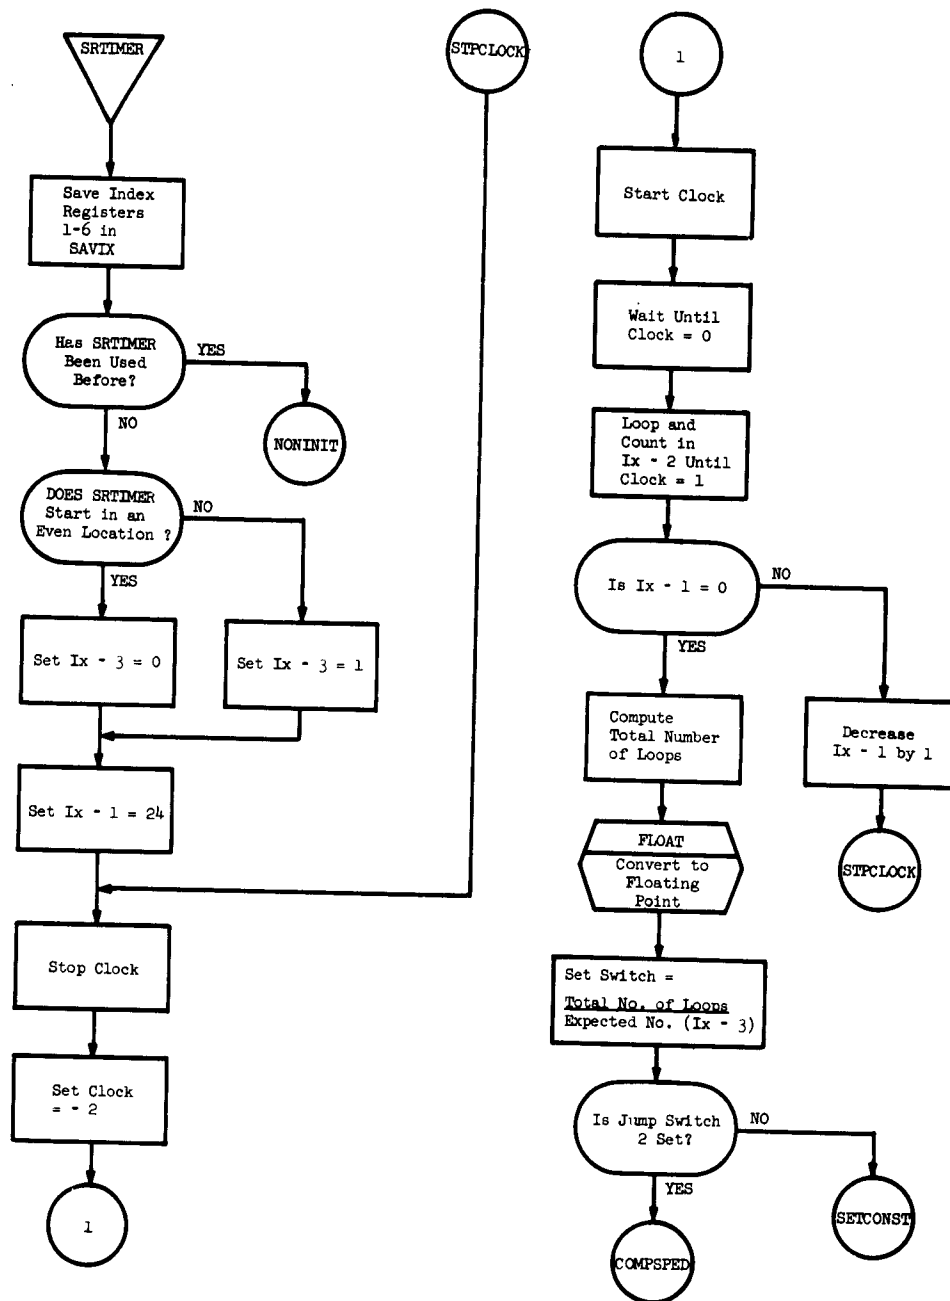 SRTIMER
Save Index
Registers
1-6 in
SAVIX
Has SRTIMER
Been Used
Before?
YES
NO
NONINIT
DOES SRTIMER
Start in an
Even Location ?
NO
YES
Set Ix - 3 = 0
Set Ix - 3 = 1
Set Ix - 1 = 24
Stop Clock
Set Clock
= - 2
1
STPCLOCK
1
Start Clock
Wait Until
Clock = 0
Loop and
Count in
Ix - 2 Until
Clock = 1
Is Ix - 1 = 0
NO
YES
Compute
Total Number
of Loops
Decrease
Ix - 1 by 1
STPCLOCK
FLOAT
Convert to
Floating
Point
Set Switch =
Total No. of Loops
Expected No. (Ix - 3)
Is Jump Switch
2 Set?
NO
YES
SETCONST
COMPSPED